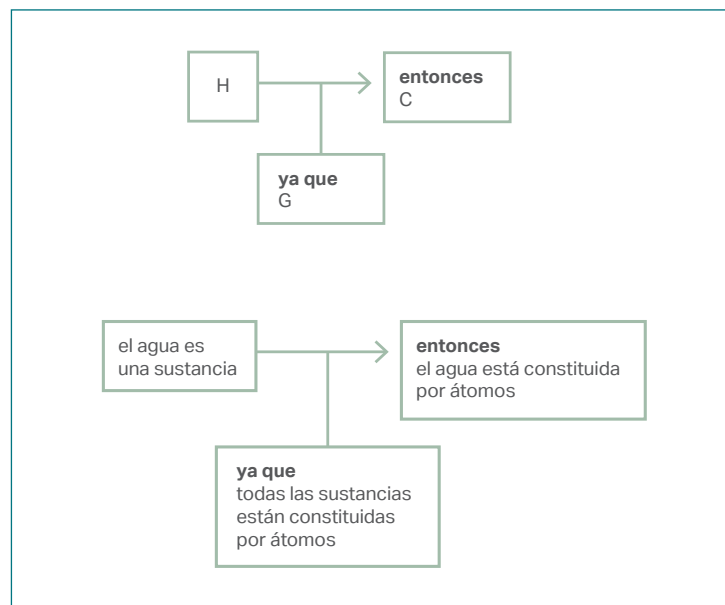 H
entonces
C
ya que
G
el agua es
una sustancia
entonces
el agua está constituida
por átomos
ya que
todas las sustancias
están constituidas
por átomos